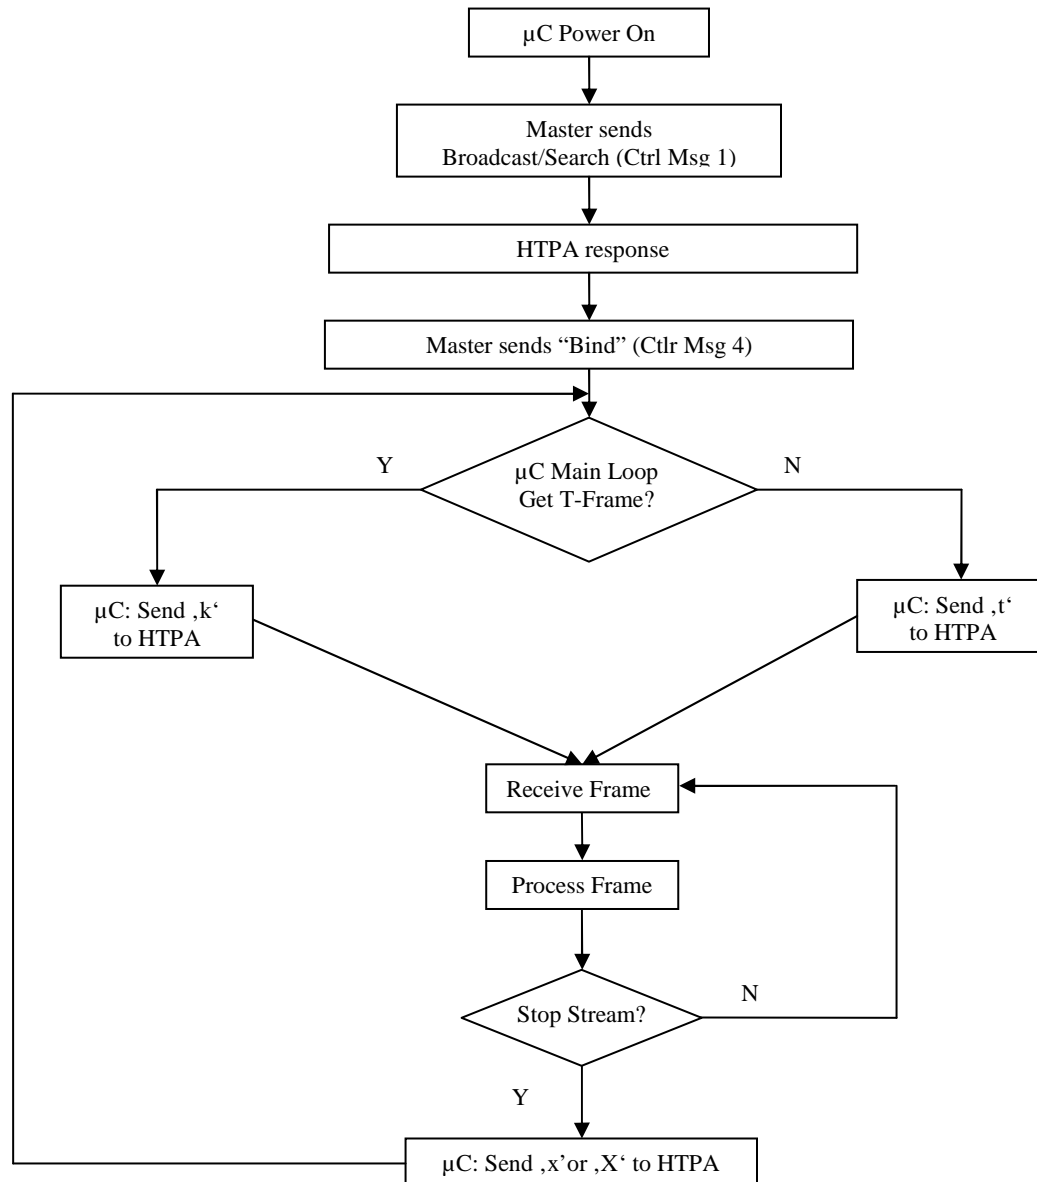 µC Power On
Master sends
Broadcast/Search (Ctrl Msg 1)
HTPA response
Master sends “Bind” (Ctlr Msg 4)
Y
N
µC Main Loop
Get T-Frame?
µC: Send ‚k‘
to HTPA
µC: Send ‚t‘
to HTPA
Receive Frame
Process Frame
Stop Stream?
N
Y
µC: Send ‚x’or ‚X‘ to HTPA